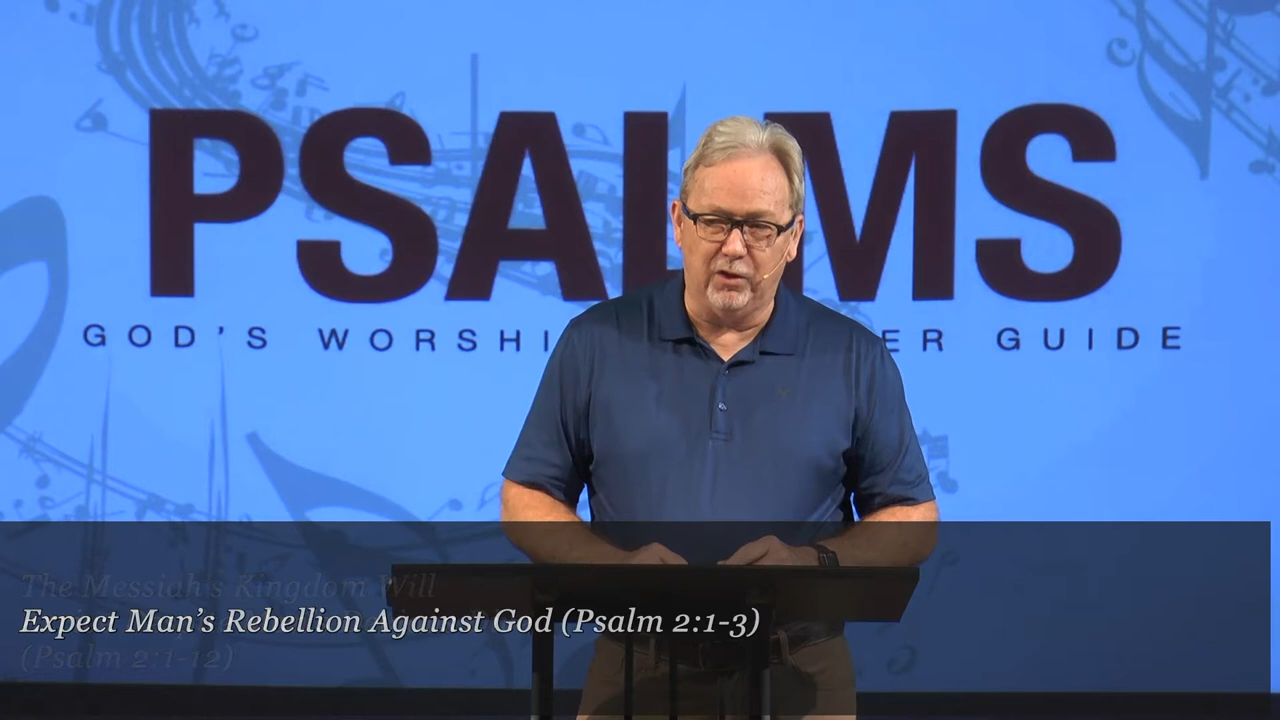 PSALMS
GOD'S WORSHI ER GUIDE
The Messiah's Kingdom Will
Expect Man's Rebellion Against God (Psalm 2:1-3)
(Psalm 2:1-12)